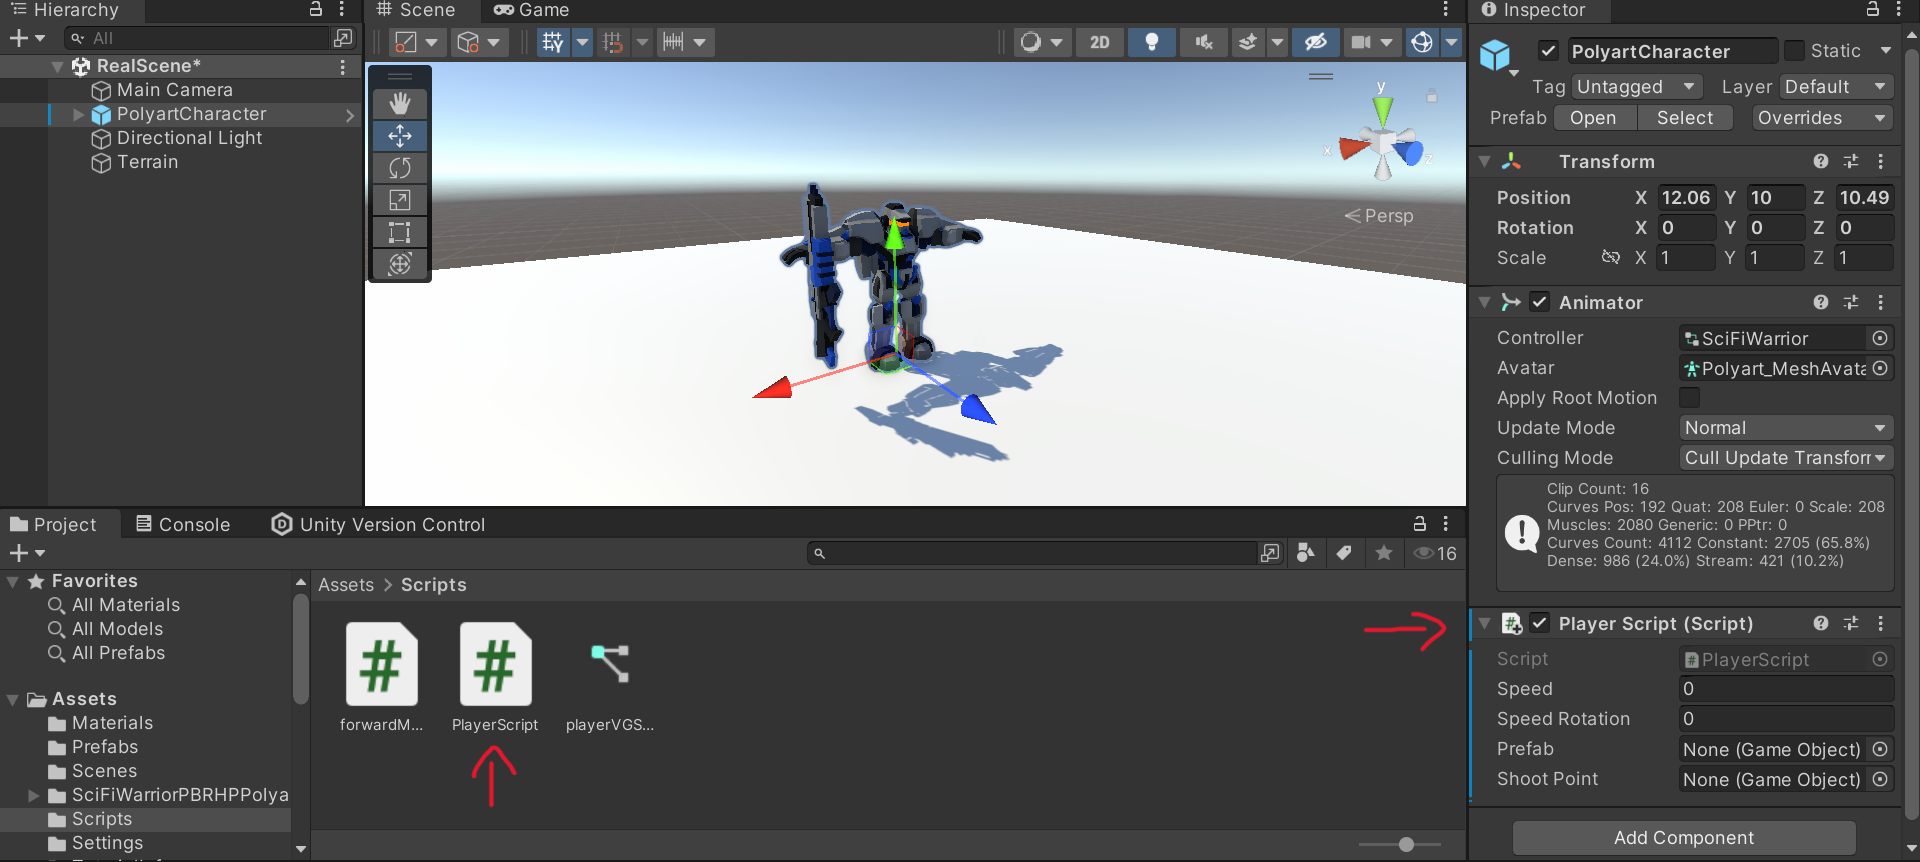 Hierarchy
All
RealScene*
Main Camera
PolyartCharacter
Directional Light
Terrain
Scene
Game
2D
y
x
z
Persp
Inspector
PolyartCharacter
Static
Tag Untagged Layer Default
Prefab Open Select Overrides
Transform
Position X 12.06 Y 10 Z 10.49
Rotation X 0 Y 0 Z 0
Scale X 1 Y 1 Z 1
Animator
Controller SciFiWarrior
Avatar Polyart_MeshAvata
Apply Root Motion
Update Mode Normal
Culling Mode Cull Update Transfor
Clip Count: 16
Curves Pos: 192 Quat: 208 Euler: 0 Scale: 208
Muscles: 2080 Generic: 0 PPtr: 0
Curves Count: 4112 Constant: 2705 (65.8%)
Dense: 986 (24.0%) Stream: 421 (10.2%)
Player Script (Script)
Script PlayerScript
Speed 0
Speed Rotation 0
Prefab None (Game Object)
Shoot Point None (Game Object)
Add Component
Project
Console
Unity Version Control
16
Favorites
All Materials
All Models
All Prefabs
Assets
Materials
Prefabs
Scenes
SciFiWarriorPBRHPPolya
Scripts
Settings
Assets > Scripts
forwardM...
PlayerScript
playerVGS...